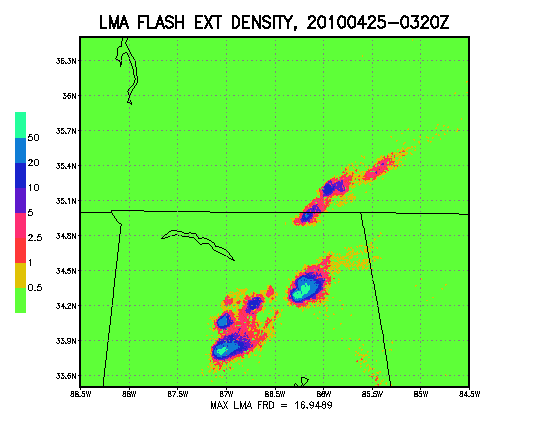 LMA FLASH EXT DENSITY, 20100425-0320Z
36.3N
36N
35.7N
35.4N
35.1N
34.8N
34.5N
34.2N
33.9N
33.6N
50
20
10
5
2.5
1
0.5
88.5W 88W 87.5W 87W 86.5W 86W 85.5W 85W 84.5W
MAX LMA FRD = 16.9489